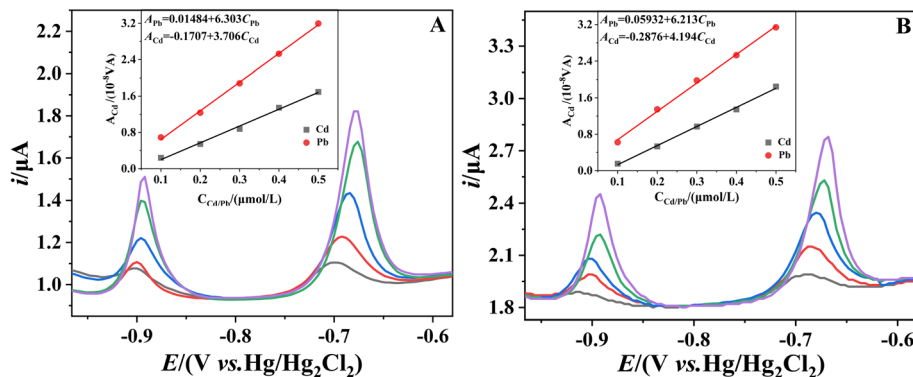 A
A_Pb=0.01484+6.303C_Pb
A_Cd=-0.1707+3.706C_Cd
A_Cd/(10^-8VA)
3.2
2.4
1.6
0.8
0.0
Cd
Pb
0.1 0.2 0.3 0.4 0.5
C_Cd/Pb/(μmol/L)
i/μA
2.2
2.0
1.8
1.6
1.4
1.2
1.0
-0.9 -0.8 -0.7 -0.6
E/(V vs.Hg/Hg₂Cl₂)
B
A_Pb=0.05932+6.213C_Pb
A_Cd=-0.2876+4.194C_Cd
A_Cd/(10^-8VA)
3.2
2.4
1.6
0.8
0.0
Cd
Pb
0.1 0.2 0.3 0.4 0.5
C_Cd/Pb/(μmol/L)
i/μA
3.3
3.0
2.7
2.4
2.1
1.8
-0.9 -0.8 -0.7 -0.6
E/(V vs.Hg/Hg₂Cl₂)